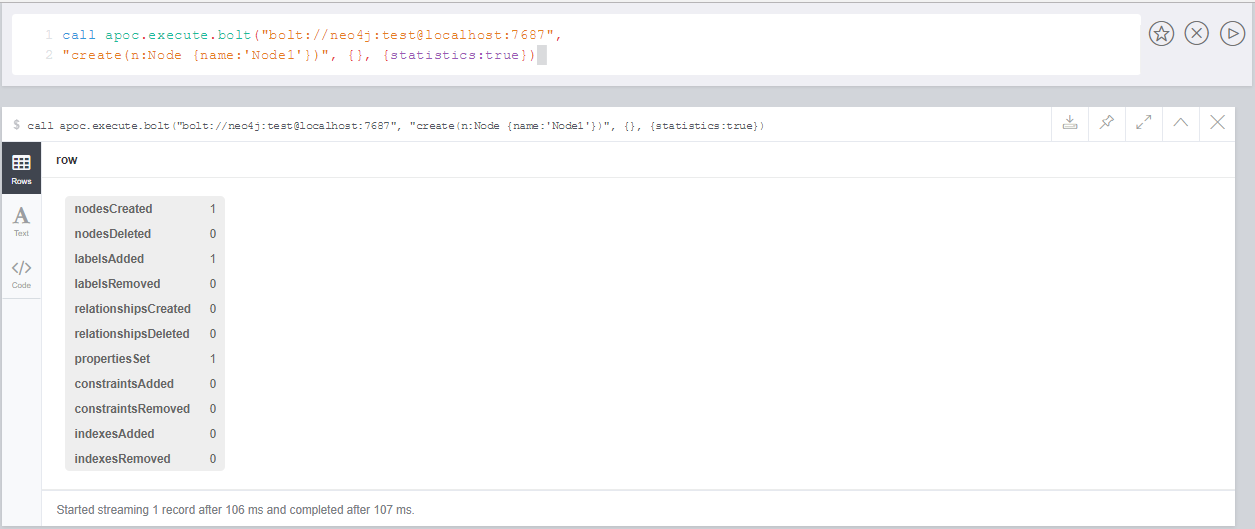 1 call apoc.execute.bolt("bolt://neo4j:test@localhost:7687",
2 "create(n:Node {name:'Node1'})", {}, {statistics:true})
$ call apoc.execute.bolt("bolt://neo4j:test@localhost:7687", "create(n:Node {name:'Node1'})", {}, {statistics:true})
Rows
A
Text
</>
Code
row
nodesCreated 1
nodesDeleted 0
labelsAdded 1
labelsRemoved 0
relationshipsCreated 0
relationshipsDeleted 0
propertiesSet 1
constraintsAdded 0
constraintsRemoved 0
indexesAdded 0
indexesRemoved 0
Started streaming 1 record after 106 ms and completed after 107 ms.